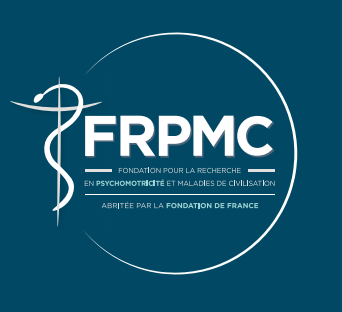 FRPMC
FONDATION POUR LA RECHERCHE
EN PSYCHOMOTRICITÉ ET MALADIES DE CIVILISATION
ABRITÉE PAR LA FONDATION DE FRANCE